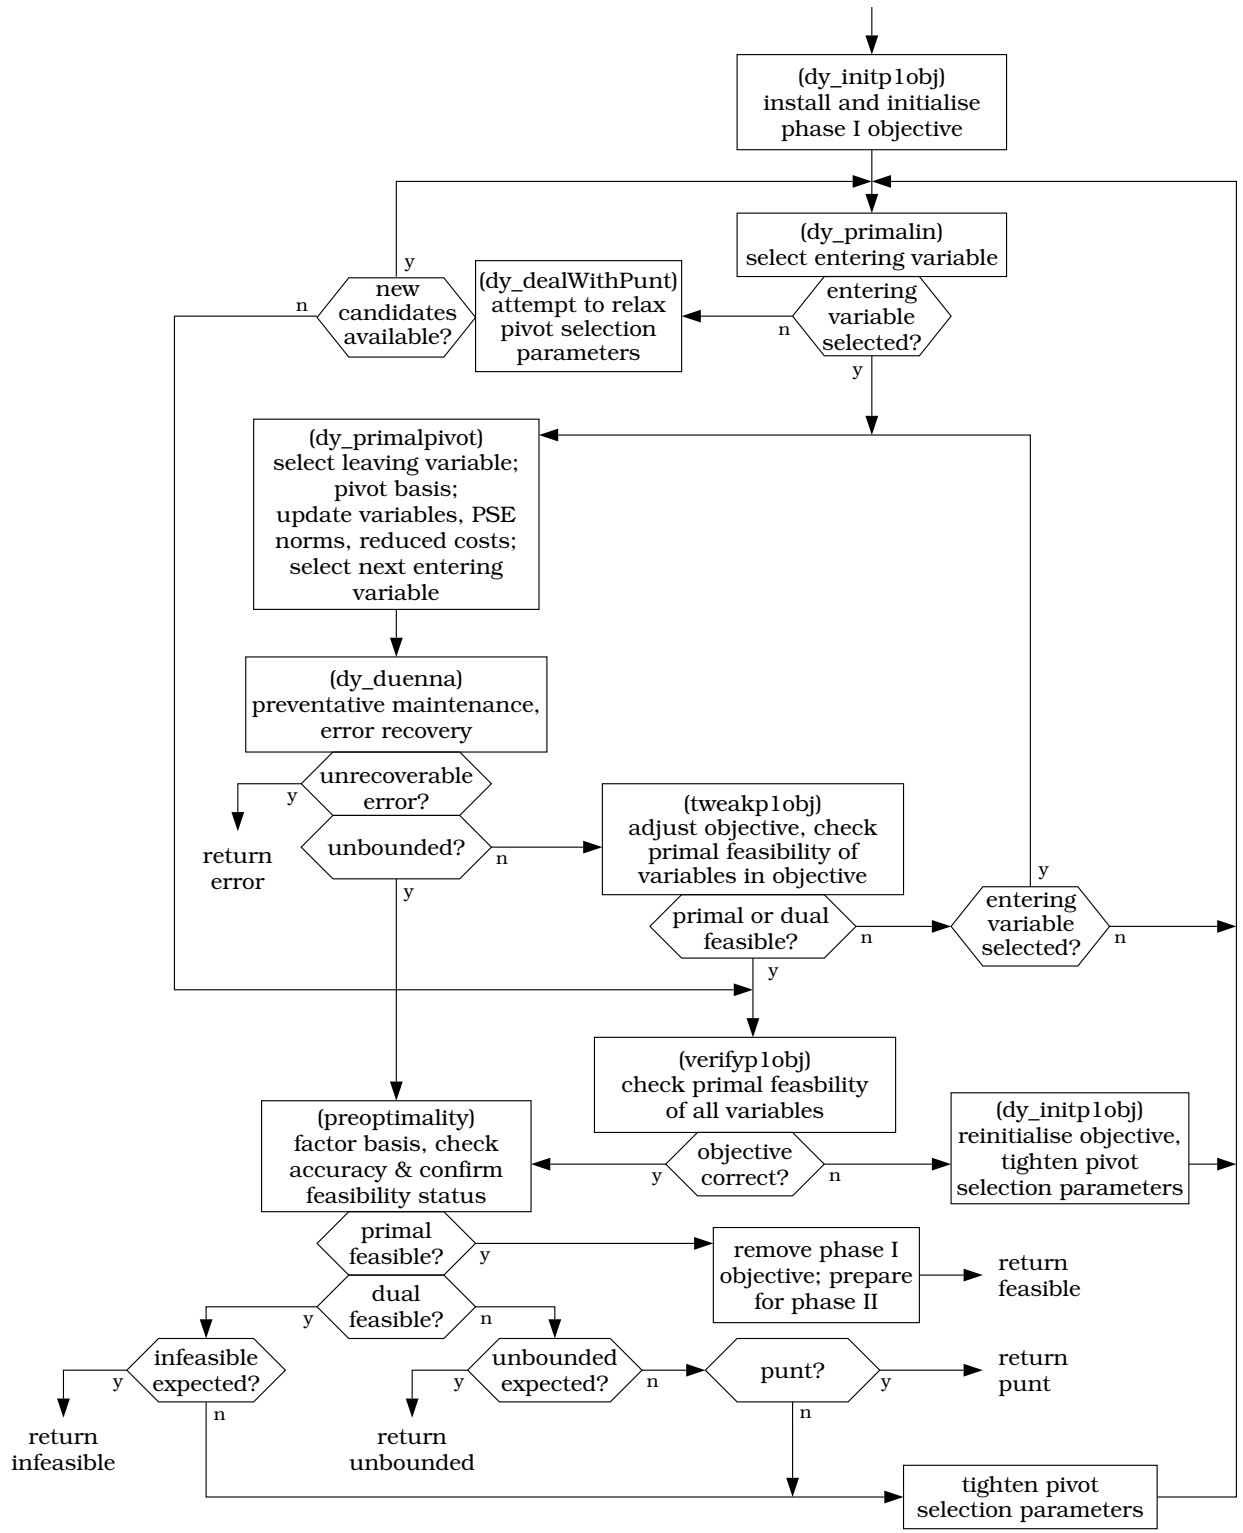 (dy_initp1obj)
install and initialise
phase I objective
(dy_primalin)
select entering variable
entering
variable
selected?
n
y
(dy_dealWithPunt)
attempt to relax
pivot selection
parameters
new
candidates
available?
y
n
(dy_primalpivot)
select leaving variable;
pivot basis;
update variables, PSE
norms, reduced costs;
select next entering
variable
(dy_duenna)
preventative maintenance,
error recovery
unrecoverable
error?
y
return
error
unbounded?
n
y
(tweakp1obj)
adjust objective, check
primal feasibility of
variables in objective
primal or dual
feasible?
n
y
entering
variable
selected?
y
n
(verifyp1obj)
check primal feasbility
of all variables
objective
correct?
y
n
(dy_initp1obj)
reinitialise objective,
tighten pivot
selection parameters
(preoptimality)
factor basis, check
accuracy & confirm
feasibility status
primal
feasible?
y
remove phase I
objective; prepare
for phase II
return
feasible
dual
feasible?
y
n
infeasible
expected?
y
n
return
infeasible
unbounded
expected?
y
n
return
unbounded
punt?
y
n
return
punt
tighten pivot
selection parameters